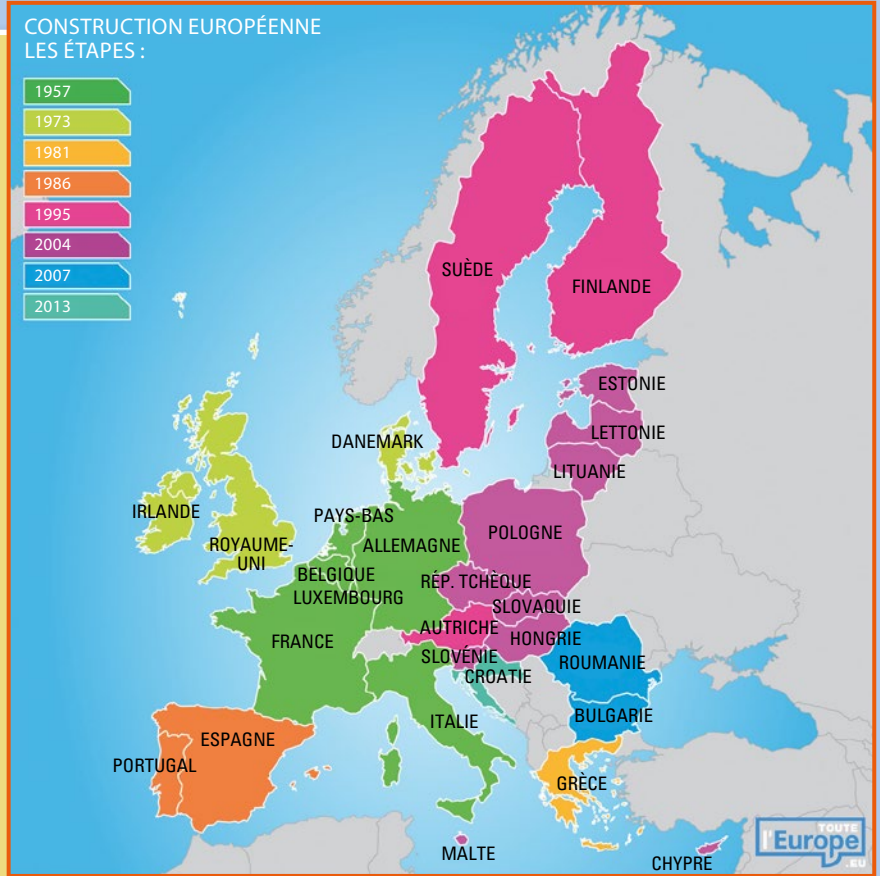 CONSTRUCTION EUROPÉENNE
LES ÉTAPES :
1957
1973
1981
1986
1995
2004
2007
2013
SUÈDE
FINLANDE
ESTONIE
LETTONIE
LITUANIE
DANEMARK
IRLANDE
ROYAUME-
UNI
PAYS-BAS
ALLEMAGNE
POLOGNE
BELGIQUE
LUXEMBOURG
RÉP. TCHÈQUE
SLOVAQUIE
FRANCE
AUTRICHE
HONGRIE
SLOVÉNIE
CROATIE
ROUMANIE
ITALIE
BULGARIE
ESPAGNE
PORTUGAL
GRÈCE
MALTE
CHYPRE
TOUTE
l'Europe
.EU